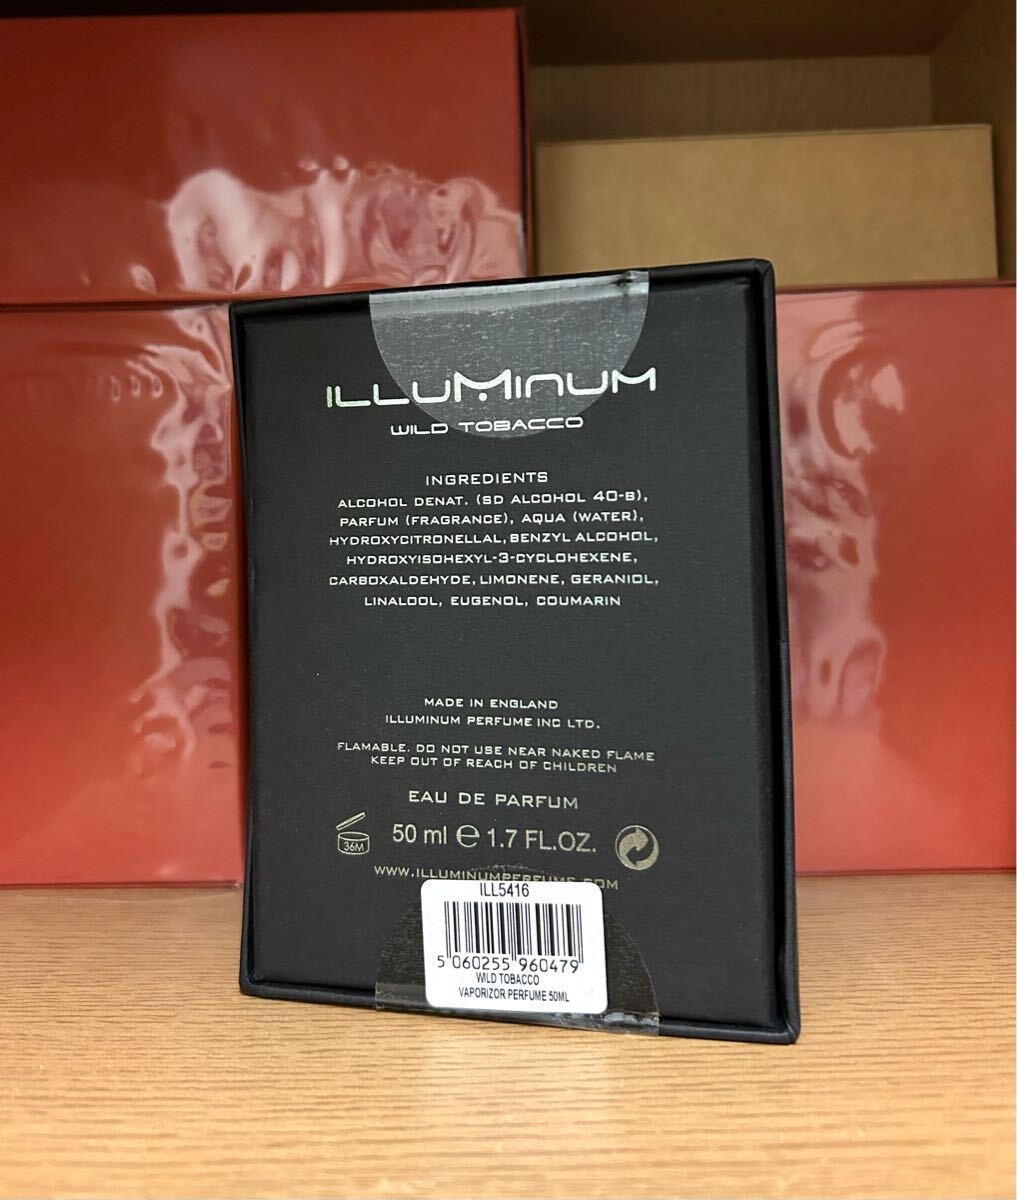 ILLUMINUM
WILD TOBACCO
INGREDIENTS
ALCOHOL DENAT. (SD ALCOHOL 40-B),
PARFUM (FRAGRANCE), AQUA (WATER),
HYDROXYCITRONELLAL, BENZYL ALCOHOL,
HYDROXYISOHEXYL-3-CYCLOHEXENE,
CARBOXALDEHYDE, LIMONENE, GERANIOL,
LINALOOL, EUGENOL, COUMARIN
MADE IN ENGLAND
ILLUMINUM PERFUME INC LTD.
FLAMABLE. DO NOT USE NEAR NAKED FLAME
KEEP OUT OF REACH OF CHILDREN
EAU DE PARFUM
36M 50 ml ℮ 1.7 FL.OZ.
WWW.ILLUMINUMPERFUME.COM
ILL5416
5 060255 960479
WILD TOBACCO
VAPORIZOR PERFUME 50ML